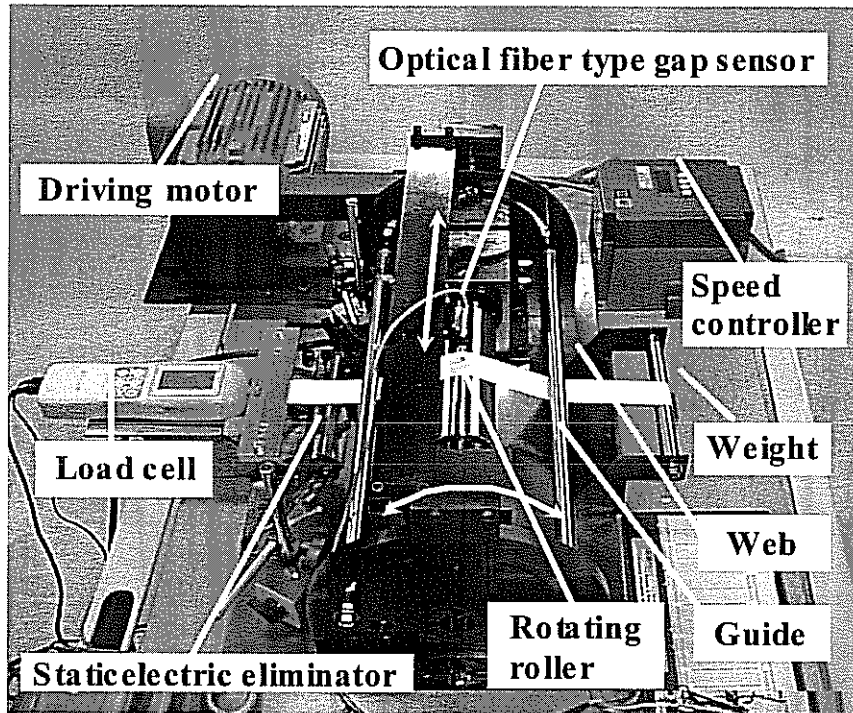 Optical fiber type gap sensor
Driving motor
Speed
controller
Load cell
Weight
Web
Rotating
roller
Guide
Staticelectric eliminator